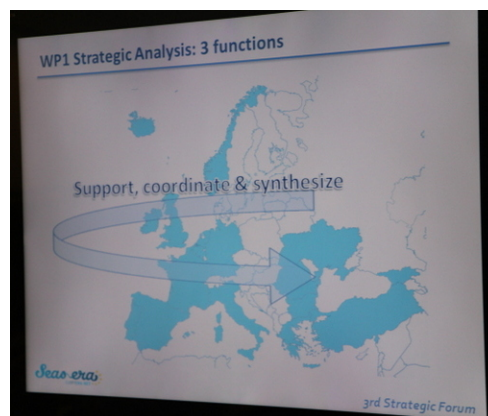 WP1 Strategic Analysis: 3 functions
Support, coordinate & synthesize
Seas era
3rd Strategic Forum